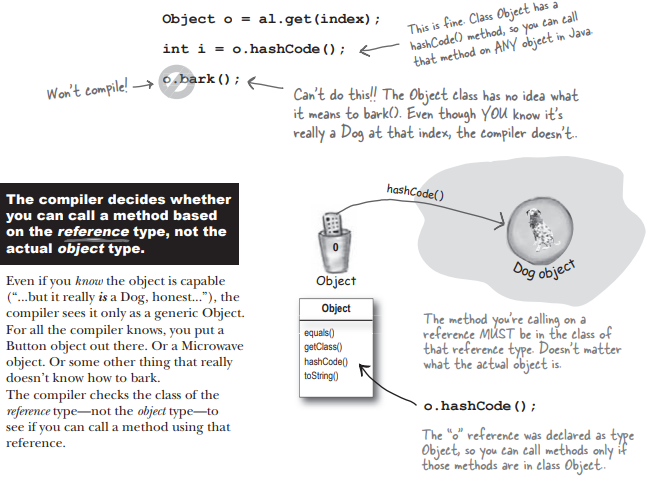 Object o = al.get(index);
This is fine. Class Object has a
hashCode() method, so you can call
that method on ANY object in Java.
int i = o.hashCode();
Won't compile!
o.bark();
Can't do this!! The Object class has no idea what
it means to bark(). Even though YOU know it's
really a Dog at that index, the compiler doesn't..
The compiler decides whether
you can call a method based
on the reference type, not the
actual object type.
Even if you know the object is capable
(“...but it really is a Dog, honest...”), the
compiler sees it only as a generic Object.
For all the compiler knows, you put a
Button object out there. Or a Microwave
object. Or some other thing that really
doesn’t know how to bark.
The compiler checks the class of the
reference type—not the object type—to
see if you can call a method using that
reference.
hashCode()
o
Object
Dog object
Object
equals()
getClass()
hashCode()
toString()
The method you're calling on a
reference MUST be in the class of
that reference type. Doesn't matter
what the actual object is.
o.hashCode();
The "o" reference was declared as type
Object, so you can call methods only if
those methods are in class Object..